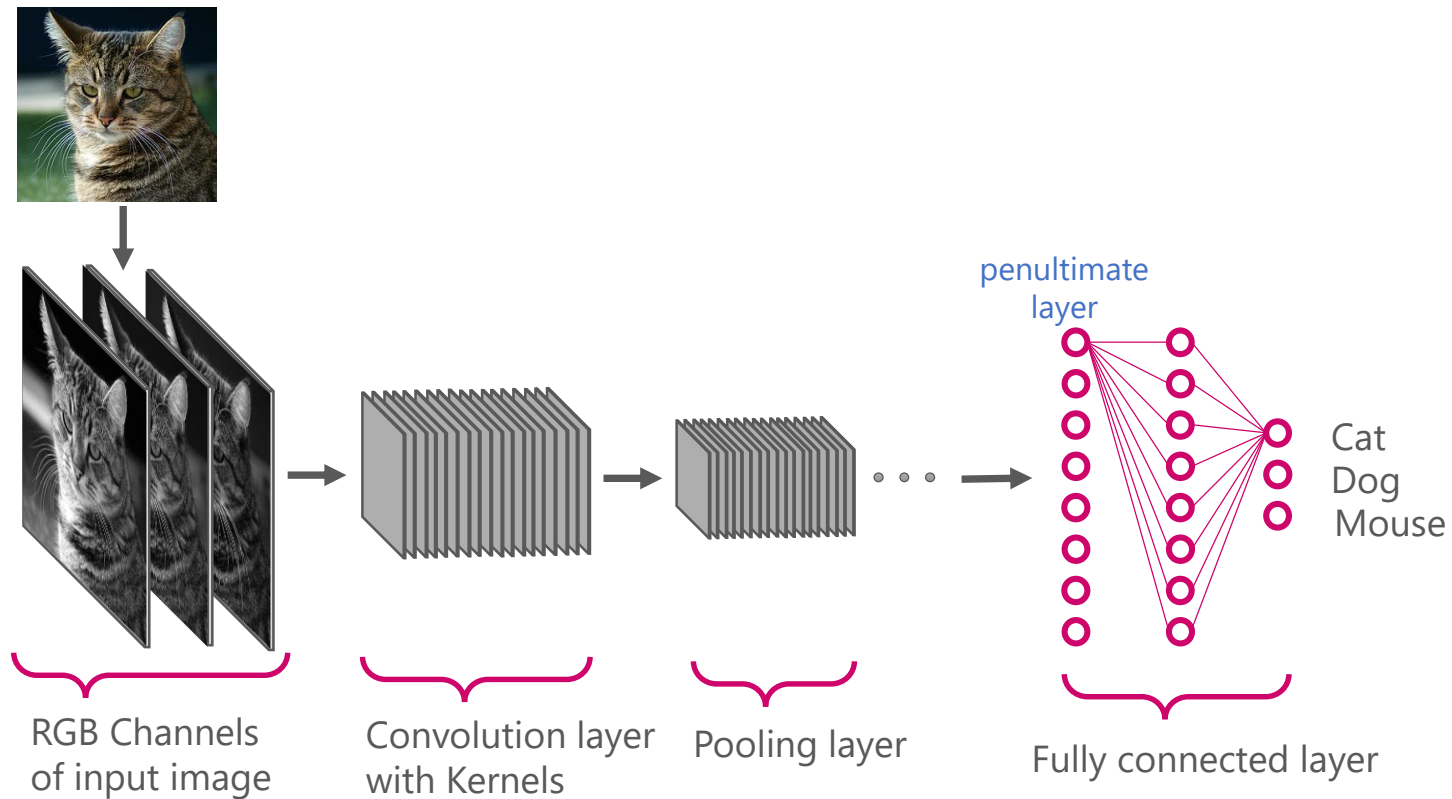 penultimate
layer
Cat
Dog
Mouse
RGB Channels
of input image
Convolution layer
with Kernels
Pooling layer
Fully connected layer